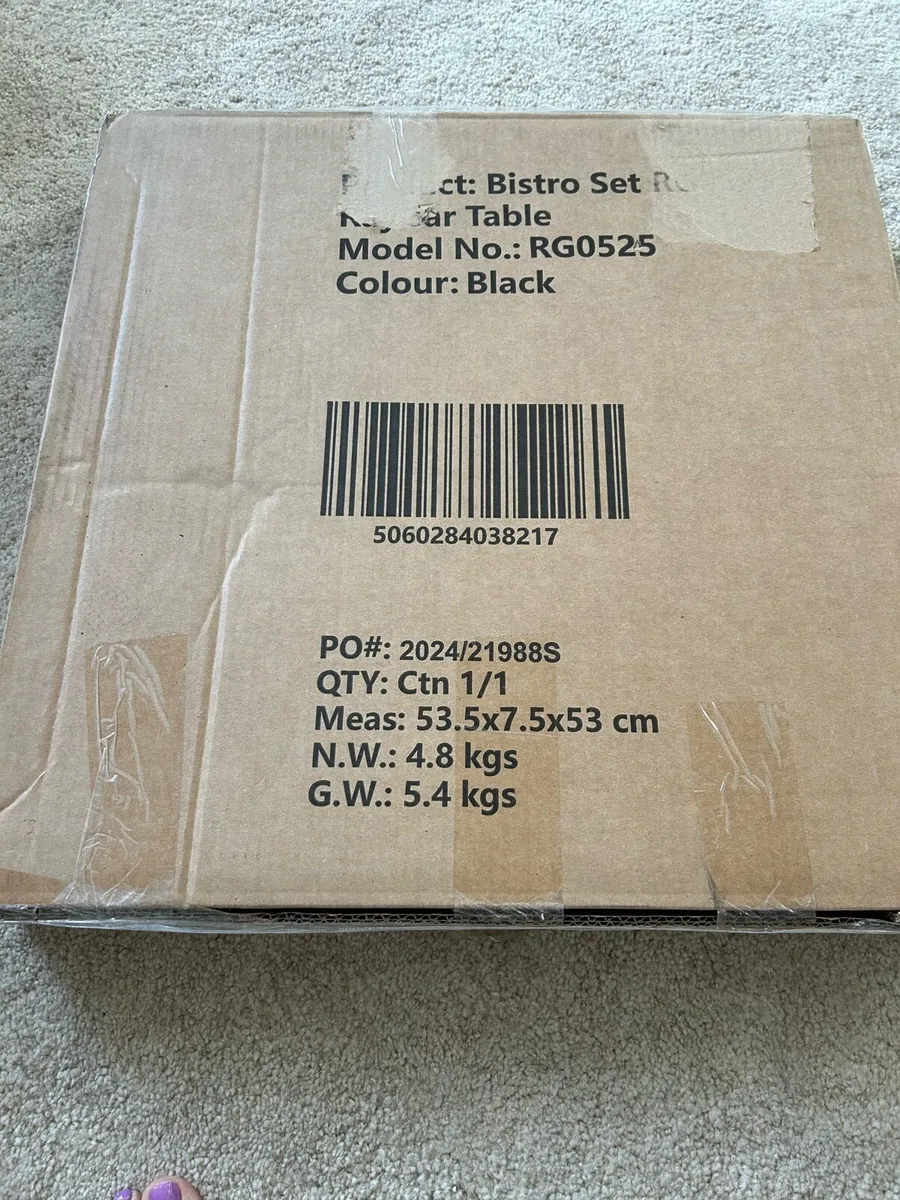 Bistro Set
Table
Model No.: RG0525
Colour: Black
5060284038217
PO#: 2024/21988S
QTY: Ctn 1/1
Meas: 53.5x7.5x53 cm
N.W.: 4.8 kgs
G.W.: 5.4 kgs